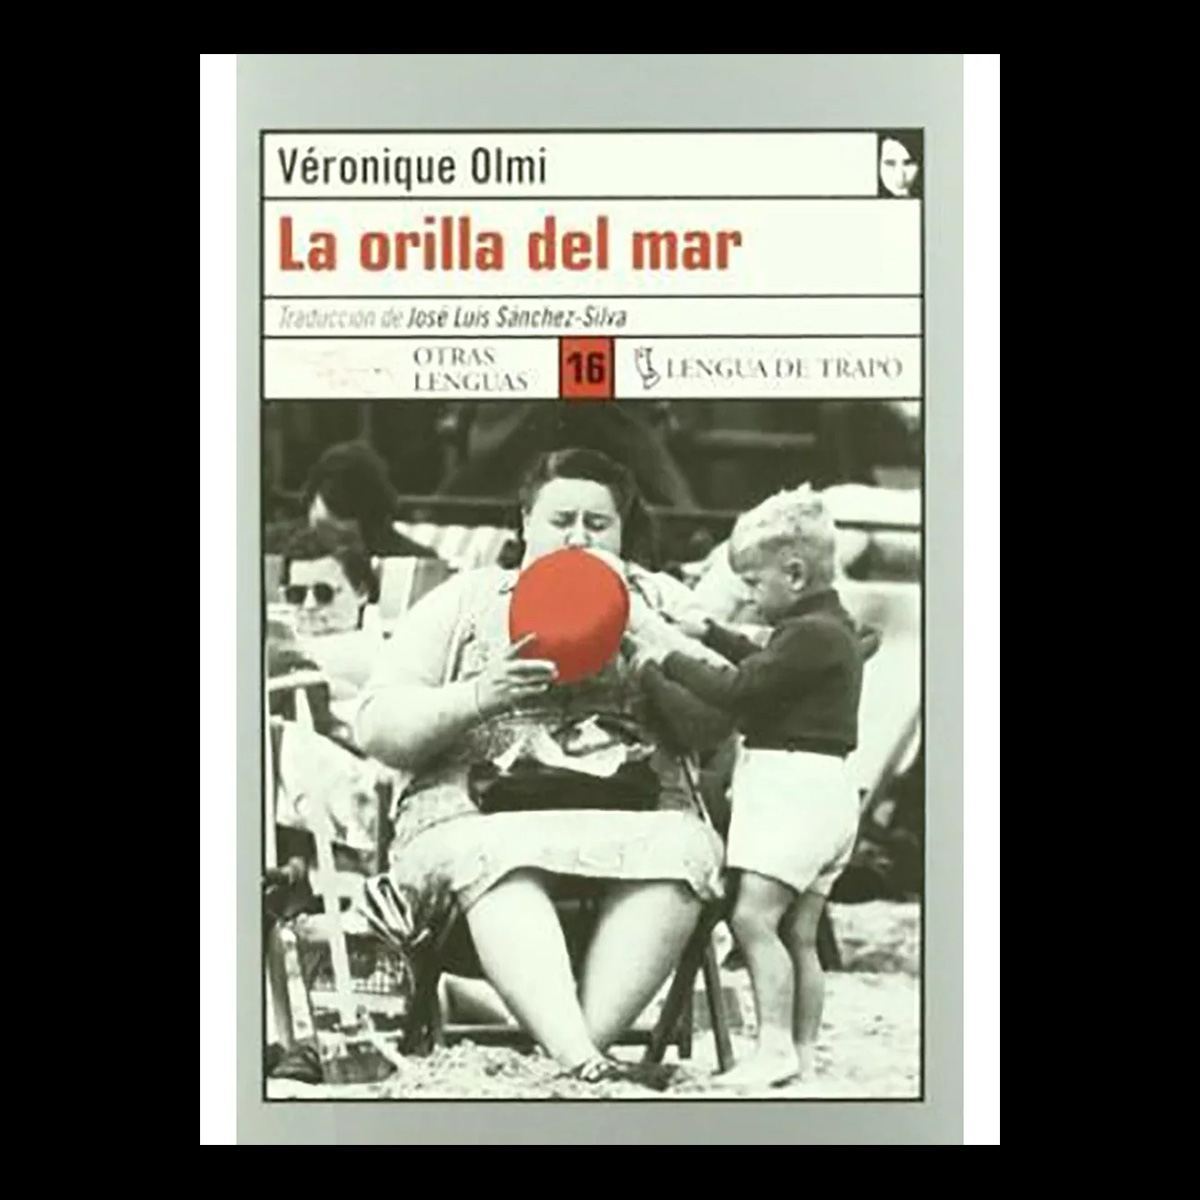 Véronique Olmi
La orilla del mar
Traducción de José Luis Sánchez-Silva
OTRAS
LENGUAS
16
LENGUA DE TRAPO